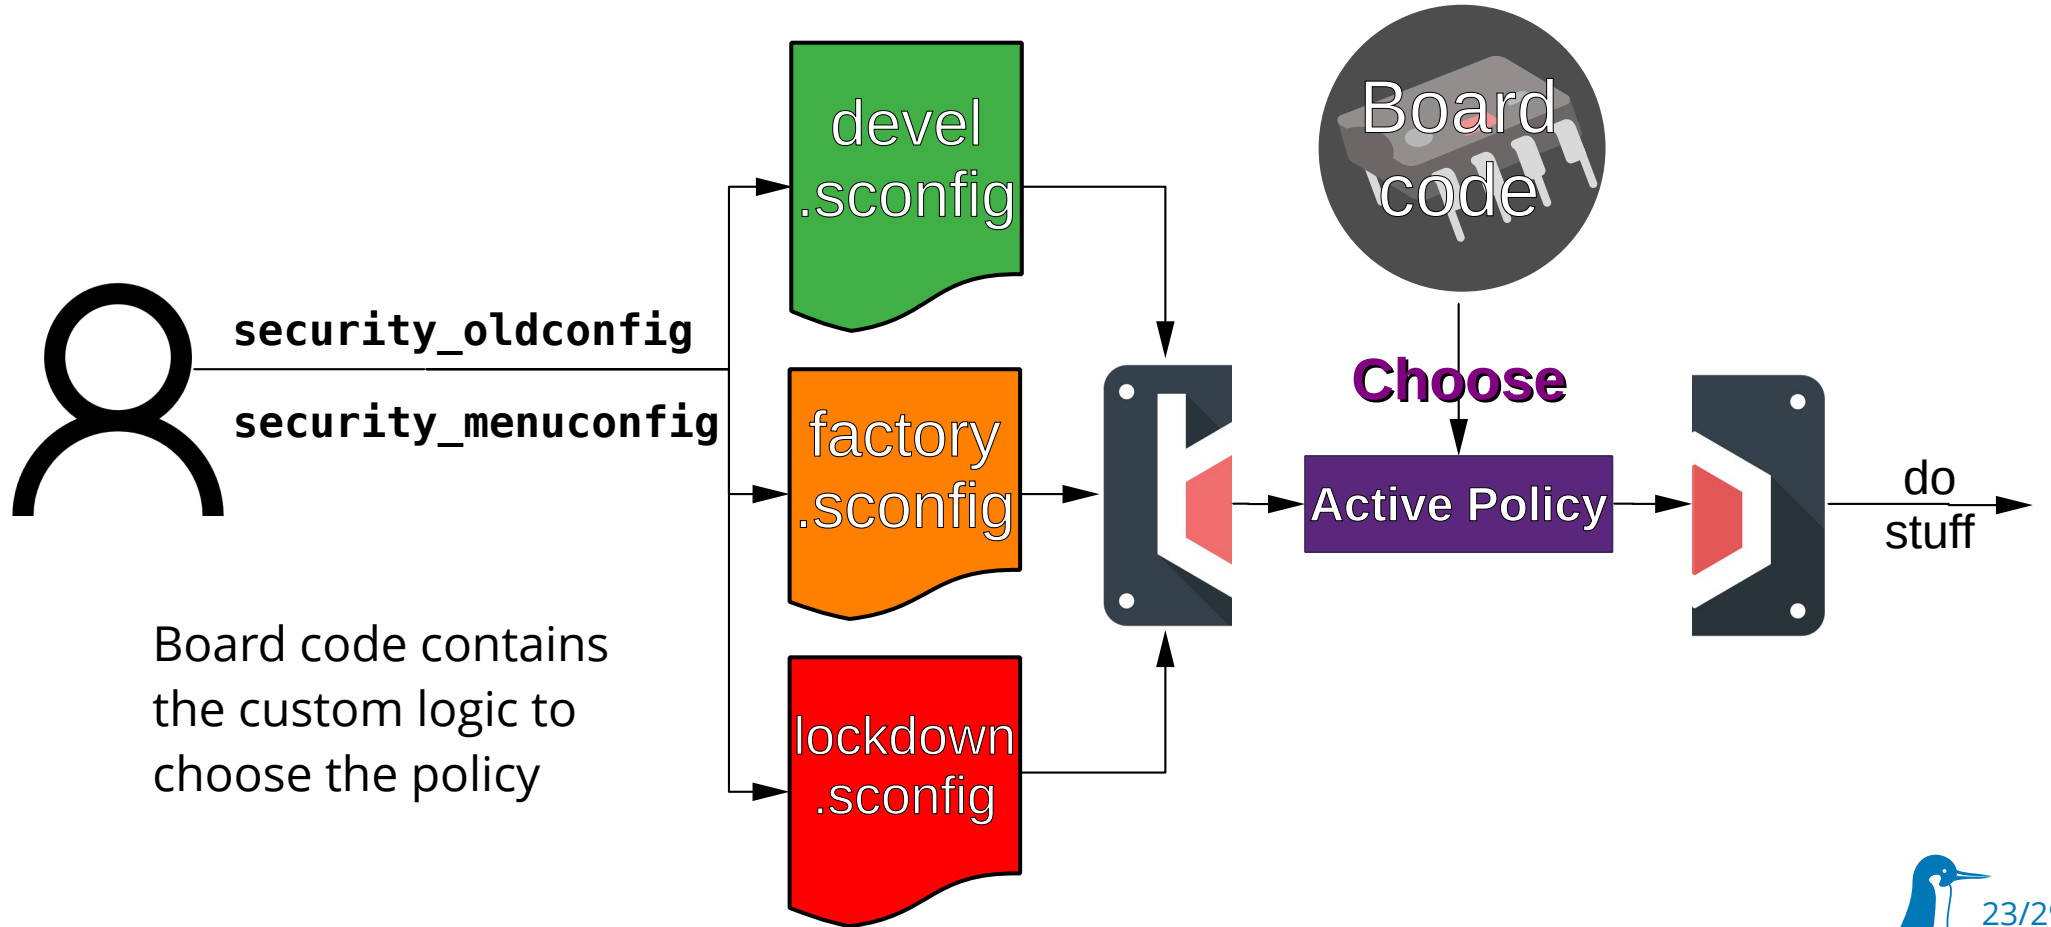 devel
.sconfig
Board
code
security_oldconfig
security_menuconfig
factory
.sconfig
Choose
Active Policy
do
stuff
Board code contains
the custom logic to
choose the policy
lockdown
.sconfig